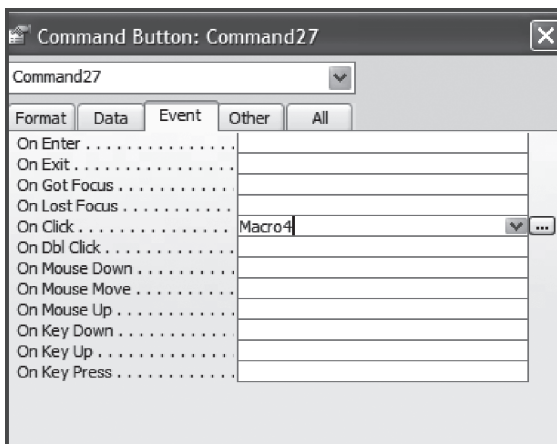 Command Button: Command27
Command27
Format Data Event Other All
On Enter . . . . . . . . . . . . . . .
On Exit . . . . . . . . . . . . . . . . .
On Got Focus . . . . . . . . . . . .
On Lost Focus . . . . . . . . . . . .
On Click . . . . . . . . . . . . . . . . Macro4 ...
On Dbl Click . . . . . . . . . . . . .
On Mouse Down . . . . . . . . . .
On Mouse Move . . . . . . . . . .
On Mouse Up . . . . . . . . . . . .
On Key Down . . . . . . . . . . . .
On Key Up . . . . . . . . . . . . . .
On Key Press . . . . . . . . . . . .